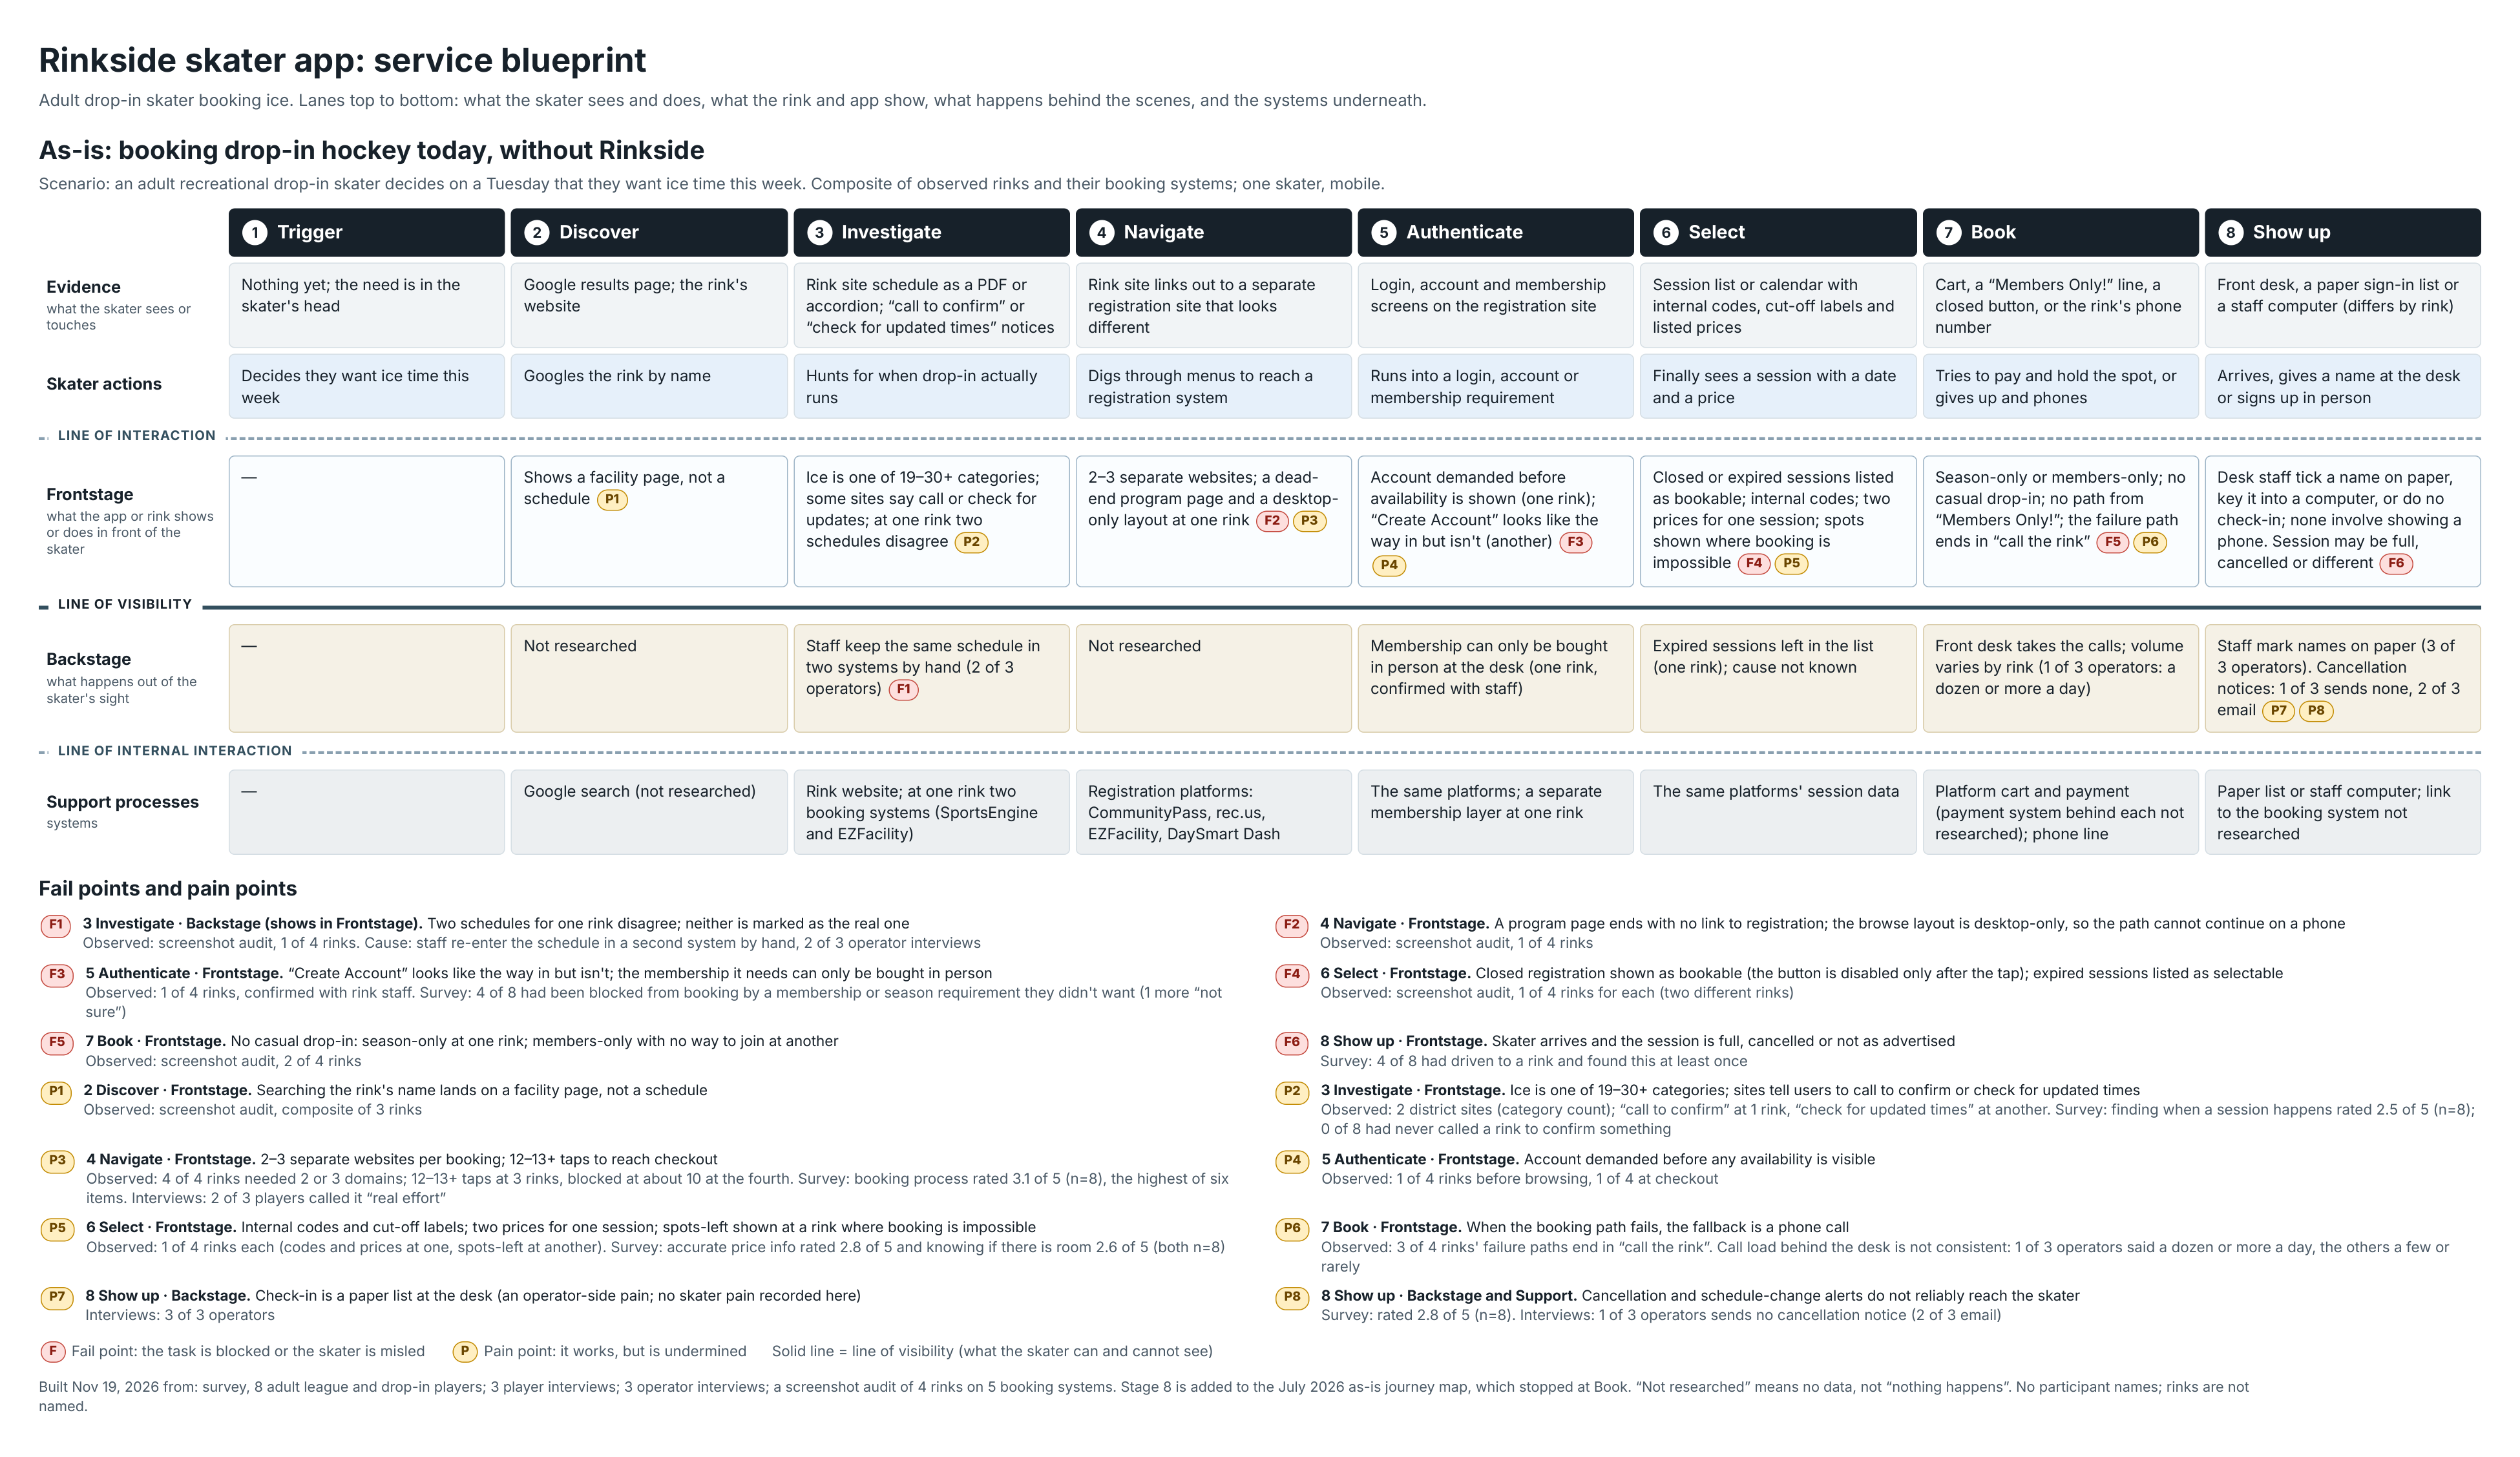 Rinkside skater app: service blueprint
Adult drop-in skater booking ice. Lanes top to bottom: what the skater sees and does, what the rink and app show, what happens behind the scenes, and the systems underneath.
As-is: booking drop-in hockey today, without Rinkside
Scenario: an adult recreational drop-in skater decides on a Tuesday that they want ice time this week. Composite of observed rinks and their booking systems; one skater, mobile.
1 Trigger
2 Discover
3 Investigate
4 Navigate
5 Authenticate
6 Select
7 Book
8 Show up
Evidence
what the skater sees or
touches
Nothing yet; the need is in the
skater's head
Google results page; the rink's
website
Rink site schedule as a PDF or
accordion; “call to confirm” or
“check for updated times” notices
Rink site links out to a separate
registration site that looks
different
Login, account and membership
screens on the registration site
Session list or calendar with
internal codes, cut-off labels and
listed prices
Cart, a “Members Only!” line, a
closed button, or the rink's phone
number
Front desk, a paper sign-in list or
a staff computer (differs by rink)
Skater actions
Decides they want ice time this
week
Googles the rink by name
Hunts for when drop-in actually
runs
Digs through menus to reach a
registration system
Runs into a login, account or
membership requirement
Finally sees a session with a date
and a price
Tries to pay and hold the spot, or
gives up and phones
Arrives, gives a name at the desk
or signs up in person
LINE OF INTERACTION
Frontstage
what the app or rink shows
or does in front of the
skater
—
Shows a facility page, not a
schedule P1
Ice is one of 19–30+ categories;
some sites say call or check for
updates; at one rink two
schedules disagree P2
2–3 separate websites; a dead-
end program page and a desktop-
only layout at one rink F2 P3
Account demanded before
availability is shown (one rink);
“Create Account” looks like the
way in but isn't (another) F3
P4
Closed or expired sessions listed
as bookable; internal codes; two
prices for one session; spots
shown where booking is
impossible F4 P5
Season-only or members-only; no
casual drop-in; no path from
“Members Only!”; the failure path
ends in “call the rink” F5 P6
Desk staff tick a name on paper,
key it into a computer, or do no
check-in; none involve showing a
phone. Session may be full,
cancelled or different F6
LINE OF VISIBILITY
Backstage
what happens out of the
skater's sight
—
Not researched
Staff keep the same schedule in
two systems by hand (2 of 3
operators) F1
Not researched
Membership can only be bought
in person at the desk (one rink,
confirmed with staff)
Expired sessions left in the list
(one rink); cause not known
Front desk takes the calls; volume
varies by rink (1 of 3 operators: a
dozen or more a day)
Staff mark names on paper (3 of
3 operators). Cancellation
notices: 1 of 3 sends none, 2 of 3
email P7 P8
LINE OF INTERNAL INTERACTION
Support processes
systems
—
Google search (not researched)
Rink website; at one rink two
booking systems (SportsEngine
and EZFacility)
Registration platforms:
CommunityPass, rec.us,
EZFacility, DaySmart Dash
The same platforms; a separate
membership layer at one rink
The same platforms' session data
Platform cart and payment
(payment system behind each not
researched); phone line
Paper list or staff computer; link
to the booking system not
researched
Fail points and pain points
F1 3 Investigate · Backstage (shows in Frontstage). Two schedules for one rink disagree; neither is marked as the real one
Observed: screenshot audit, 1 of 4 rinks. Cause: staff re-enter the schedule in a second system by hand, 2 of 3 operator interviews
F2 4 Navigate · Frontstage. A program page ends with no link to registration; the browse layout is desktop-only, so the path cannot continue on a phone
Observed: screenshot audit, 1 of 4 rinks
F3 5 Authenticate · Frontstage. “Create Account” looks like the way in but isn't; the membership it needs can only be bought in person
Observed: 1 of 4 rinks, confirmed with rink staff. Survey: 4 of 8 had been blocked from booking by a membership or season requirement they didn't want (1 more “not
sure”)
F4 6 Select · Frontstage. Closed registration shown as bookable (the button is disabled only after the tap); expired sessions listed as selectable
Observed: screenshot audit, 1 of 4 rinks for each (two different rinks)
F5 7 Book · Frontstage. No casual drop-in: season-only at one rink; members-only with no way to join at another
Observed: screenshot audit, 2 of 4 rinks
F6 8 Show up · Frontstage. Skater arrives and the session is full, cancelled or not as advertised
Survey: 4 of 8 had driven to a rink and found this at least once
P1 2 Discover · Frontstage. Searching the rink's name lands on a facility page, not a schedule
Observed: screenshot audit, composite of 3 rinks
P2 3 Investigate · Frontstage. Ice is one of 19–30+ categories; sites tell users to call to confirm or check for updated times
Observed: 2 district sites (category count); “call to confirm” at 1 rink, “check for updated times” at another. Survey: finding when a session happens rated 2.5 of 5 (n=8);
0 of 8 had never called a rink to confirm something
P3 4 Navigate · Frontstage. 2–3 separate websites per booking; 12–13+ taps to reach checkout
Observed: 4 of 4 rinks needed 2 or 3 domains; 12–13+ taps at 3 rinks, blocked at about 10 at the fourth. Survey: booking process rated 3.1 of 5 (n=8), the highest of six
items. Interviews: 2 of 3 players called it “real effort”
P4 5 Authenticate · Frontstage. Account demanded before any availability is visible
Observed: 1 of 4 rinks before browsing, 1 of 4 at checkout
P5 6 Select · Frontstage. Internal codes and cut-off labels; two prices for one session; spots-left shown at a rink where booking is impossible
Observed: 1 of 4 rinks each (codes and prices at one, spots-left at another). Survey: accurate price info rated 2.8 of 5 and knowing if there is room 2.6 of 5 (both n=8)
P6 7 Book · Frontstage. When the booking path fails, the fallback is a phone call
Observed: 3 of 4 rinks' failure paths end in “call the rink”. Call load behind the desk is not consistent: 1 of 3 operators said a dozen or more a day, the others a few or
rarely
P7 8 Show up · Backstage. Check-in is a paper list at the desk (an operator-side pain; no skater pain recorded here)
Interviews: 3 of 3 operators
P8 8 Show up · Backstage and Support. Cancellation and schedule-change alerts do not reliably reach the skater
Survey: rated 2.8 of 5 (n=8). Interviews: 1 of 3 operators sends no cancellation notice (2 of 3 email)
F Fail point: the task is blocked or the skater is misled P Pain point: it works, but is undermined Solid line = line of visibility (what the skater can and cannot see)
Built Nov 19, 2026 from: survey, 8 adult league and drop-in players; 3 player interviews; 3 operator interviews; a screenshot audit of 4 rinks on 5 booking systems. Stage 8 is added to the July 2026 as-is journey map, which stopped at Book. “Not researched” means no data, not “nothing happens”. No participant names; rinks are not
named.